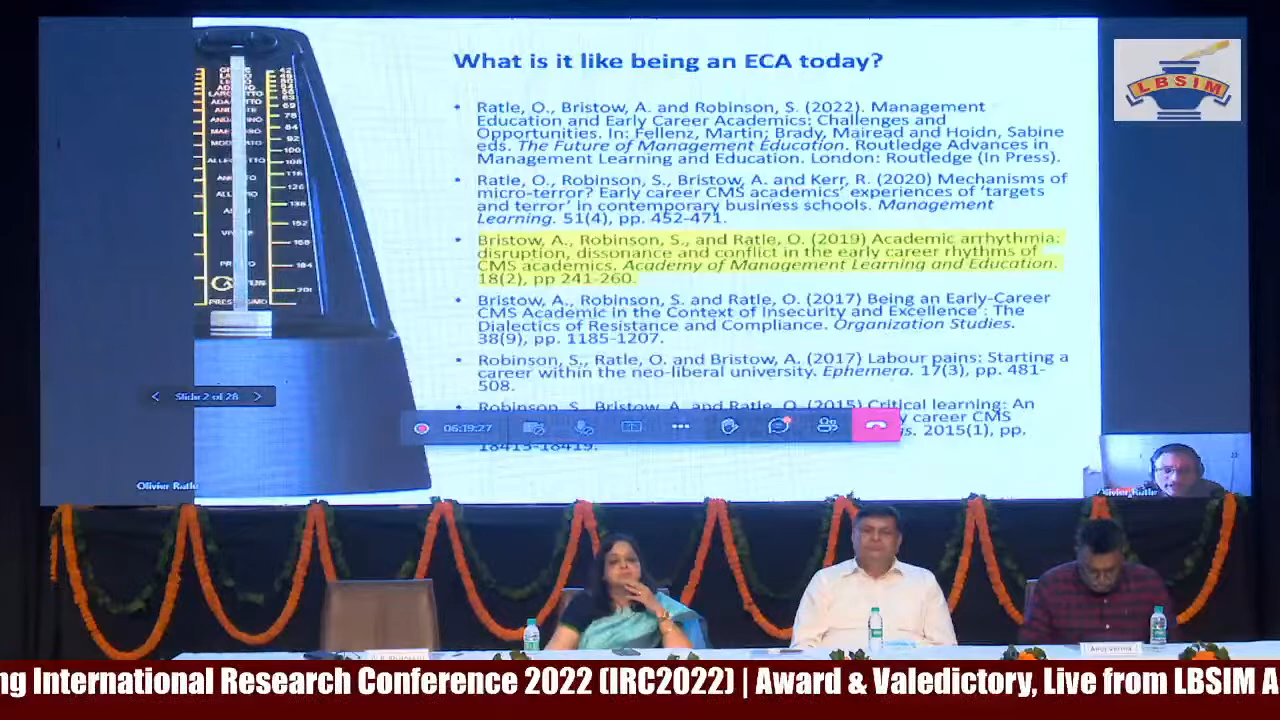 What is it like being an ECA today?
• Ratle, O., Bristow, A. and Robinson, S. (2022). Management
Education and Early Career Academics: Challenges and
Opportunities. In: Fellenz, Martin; Brady, Mairead and Hoidn, Sabine
eds. The Future of Management Education. Routledge Advances in
Management Learning and Education. London: Routledge (In Press).
• Ratle, O., Robinson, S., Bristow, A. and Kerr, R. (2020) Mechanisms of
micro-terror? Early career CMS academics' experiences of 'targets
and terror' in contemporary business schools. Management
Learning. 51(4), pp. 452-471.
• Bristow, A., Robinson, S., and Ratle, O. (2019) Academic arrhythmia:
disruption, dissonance and conflict in the early career rhythms of
CMS academics. Academy of Management Learning and Education.
18(2), pp 241-260.
• Bristow, A., Robinson, S. and Ratle, O. (2017) Being an Early-Career
CMS Academic in the Context of Insecurity and Excellence': The
Dialectics of Resistance and Compliance. Organization Studies.
38(9), pp. 1185-1207.
• Robinson, S., Ratle, O. and Bristow, A. (2017) Labour pains: Starting a
career within the neo-liberal university. Ephemera. 17(3), pp. 481-
508.
• Robinson, S., Bristow, A. and Ratle, O. (2015) Critical learning: An
y career CMS
s. 2015(1), pp.
18413-18419.
LBSIM
Slide 2 of 28
06:19:27
Olivier Ratle
Olivier Ratle
Amit Verma
ng International Research Conference 2022 (IRC2022) | Award & Valedictory, Live from LBSIM A